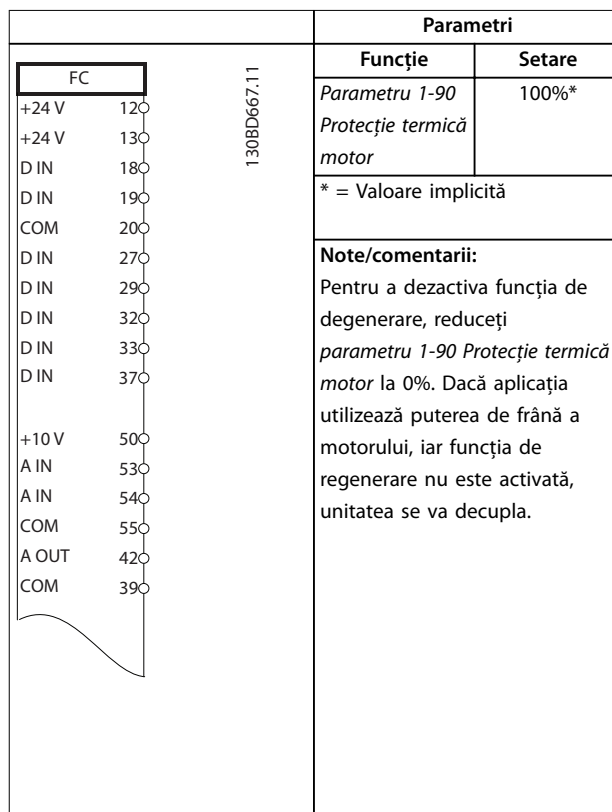 FC
+24 V 12
+24 V 13
D IN 18
D IN 19
COM 20
D IN 27
D IN 29
D IN 32
D IN 33
D IN 37
+10 V 50
A IN 53
A IN 54
COM 55
A OUT 42
COM 39
130BD667.11
Parametri
Funcție Setare
Parametru 1-90 100%*
Protecție termică
motor
* = Valoare implicită
Note/comentarii:
Pentru a dezactiva funcția de
degenerare, reduceți
parametru 1-90 Protecție termică
motor la 0%. Dacă aplicația
utilizează puterea de frână a
motorului, iar funcția de
regenerare nu este activată,
unitatea se va decupla.